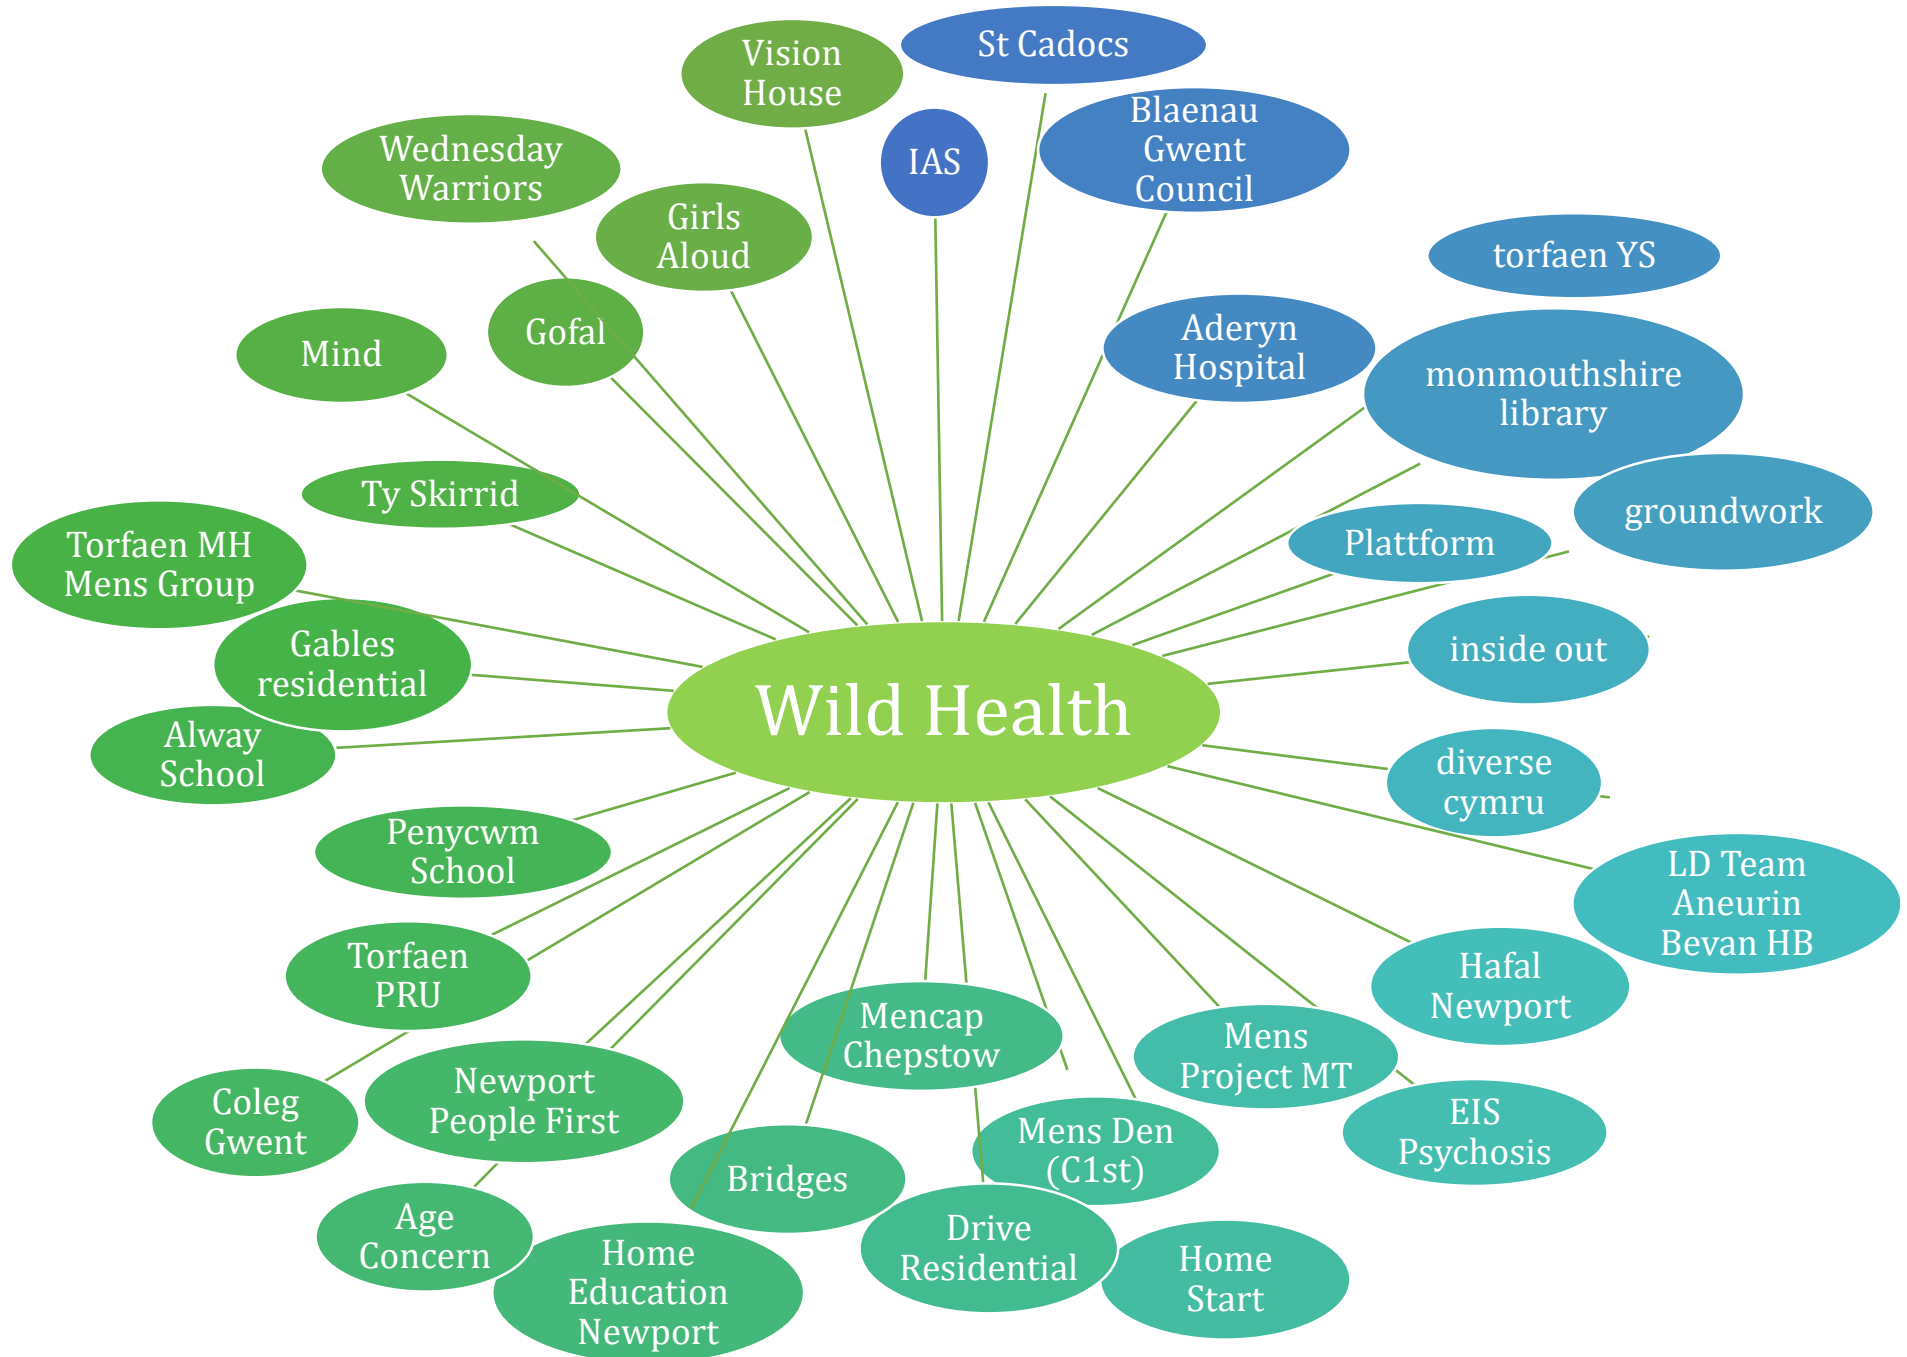 Vision
House
St Cadocs
Wednesday
Warriors
IAS
Blaenau
Gwent
Council
Girls
Aloud
torfaen YS
Mind
Gofal
Aderyn
Hospital
monmouthshire
library
Ty Skirrid
groundwork
Torfaen MH
Mens Group
Plattform
Gables
residential
inside out
Wild Health
Alway
School
diverse
cymru
Penycwm
School
LD Team
Aneurin
Bevan HB
Torfaen
PRU
Hafal
Newport
Mencap
Chepstow
Mens
Project MT
Coleg
Gwent
Newport
People First
EIS
Psychosis
Mens Den
(C1st)
Bridges
Age
Concern
Drive
Residential
Home
Start
Home
Education
Newport